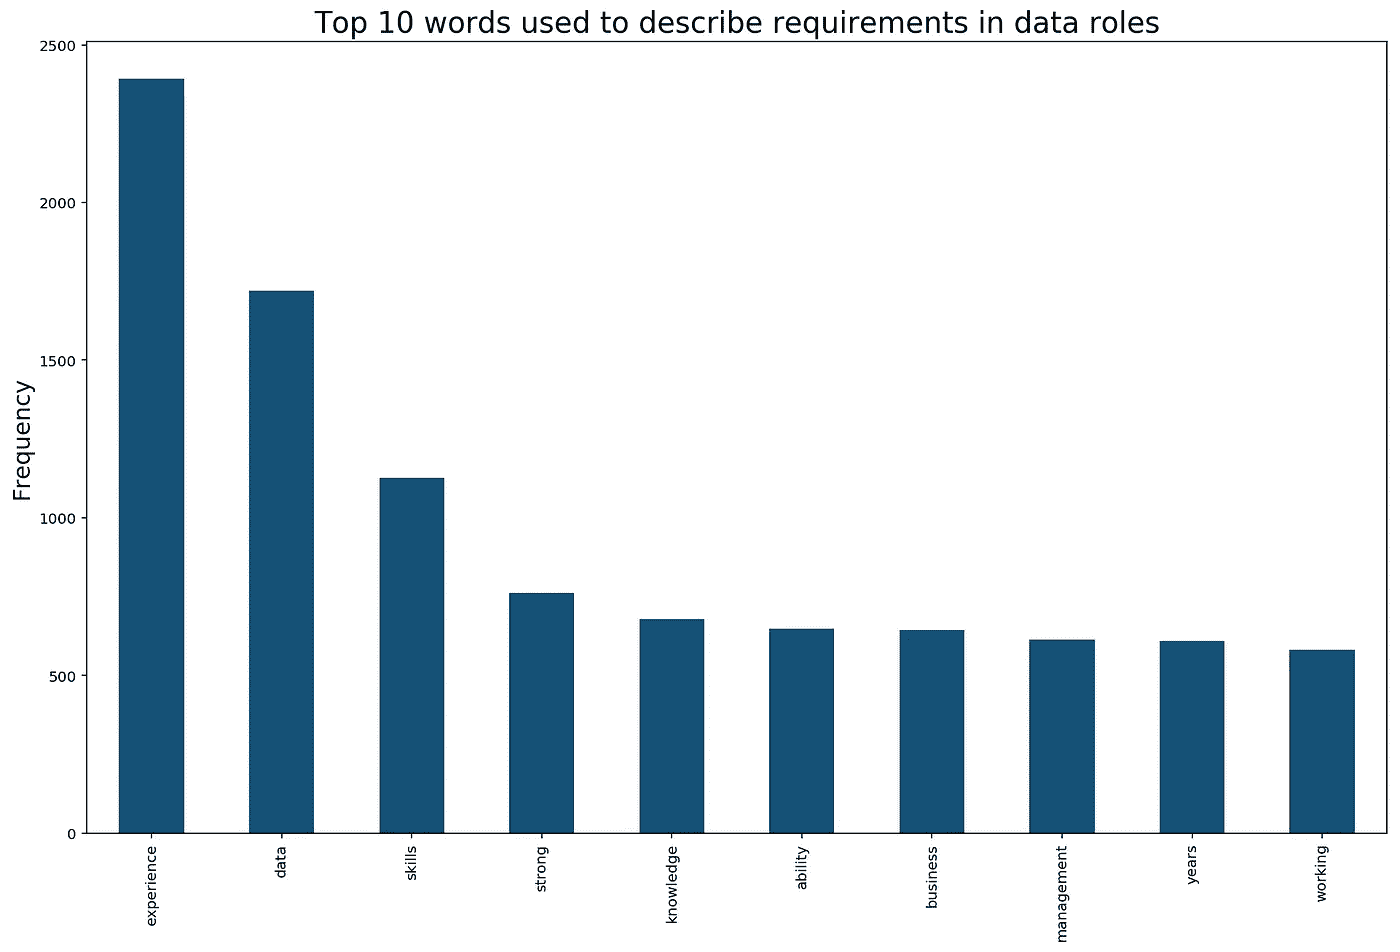 Top 10 words used to describe requirements in data roles
2500
2000
1500
1000
500
0
Frequency
experience
data
skills
strong
knowledge
ability
business
management
years
working